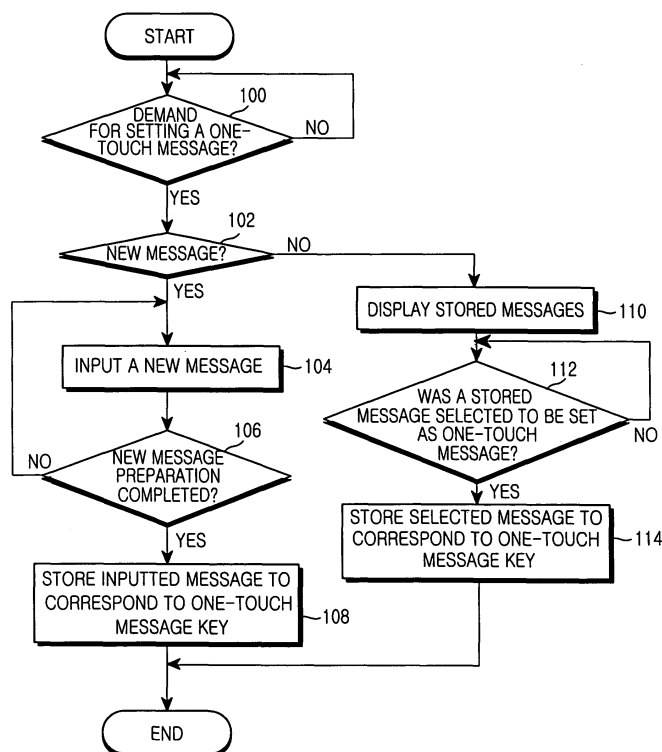 START
100
DEMAND
FOR SETTING A ONE-
TOUCH MESSAGE?
NO
YES
102
NEW MESSAGE?
NO
YES
DISPLAY STORED MESSAGES
110
INPUT A NEW MESSAGE
104
112
WAS A STORED
MESSAGE SELECTED TO BE SET
AS ONE-TOUCH
MESSAGE?
NO
YES
106
NEW MESSAGE
PREPARATION
COMPLETED?
NO
YES
STORE SELECTED MESSAGE TO
CORRESPOND TO ONE-TOUCH
MESSAGE KEY
114
STORE INPUTTED MESSAGE TO
CORRESPOND TO ONE-TOUCH
MESSAGE KEY
108
END